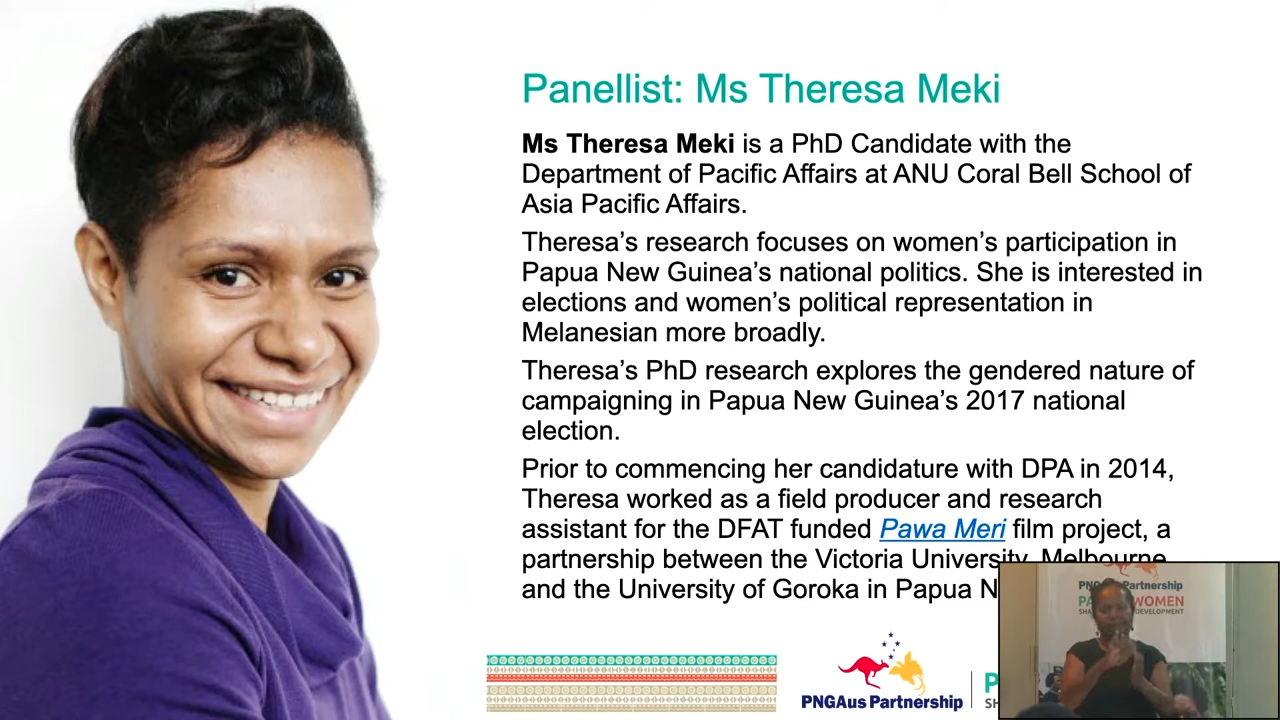 Panellist: Ms Theresa Meki
Ms Theresa Meki is a PhD Candidate with the
Department of Pacific Affairs at ANU Coral Bell School of
Asia Pacific Affairs.
Theresa’s research focuses on women’s participation in
Papua New Guinea’s national politics. She is interested in
elections and women’s political representation in
Melanesian more broadly.
Theresa’s PhD research explores the gendered nature of
campaigning in Papua New Guinea’s 2017 national
election.
Prior to commencing her candidature with DPA in 2014,
Theresa worked as a field producer and research
assistant for the DFAT funded Pawa Meri film project, a
partnership between the Victoria University, Melbourne
and the University of Goroka in Papua N
PNGAus Partnership
WOMEN
DEVELOPMENT
PNGAus Partnership